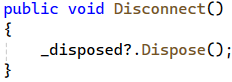 public void Disconnect()
{
    _disposed?.Dispose();
}